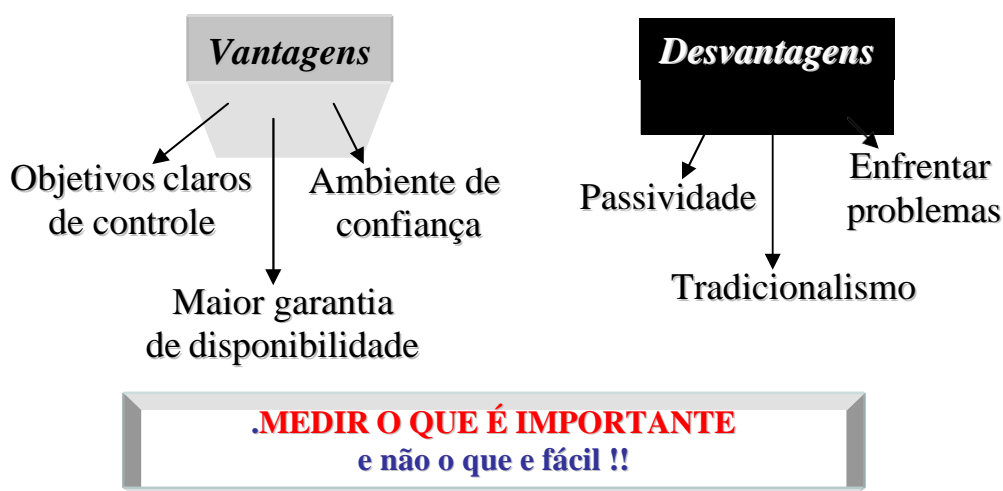 Vantagens
Objetivos claros
de controle
Ambiente de
confiança
Maior garantia
de disponibilidade
Desvantagens
Passividade
Enfrentar
problemas
Tradicionalismo
.MEDIR O QUE É IMPORTANTE
e não o que e fácil !!